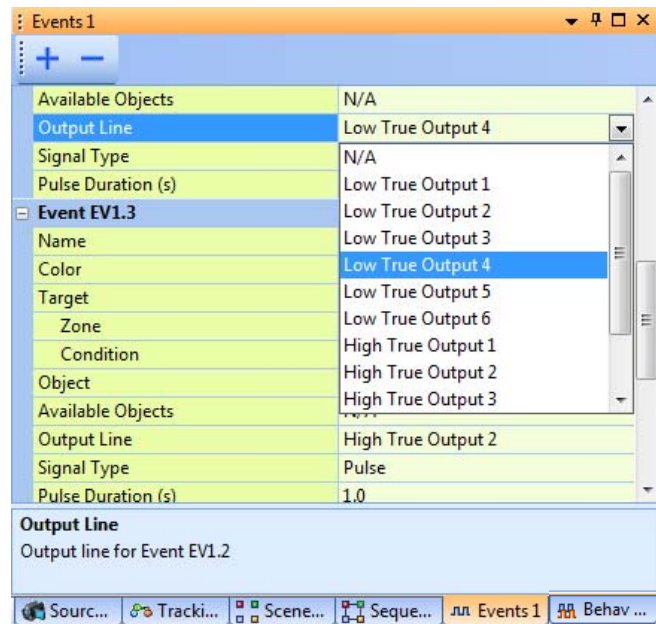 Events 1
Available Objects N/A
Output Line Low True Output 4
Signal Type
Pulse Duration (s)
Event EV1.3
Name
Color
Target
Zone
Condition
Object
Available Objects
Output Line High True Output 2
Signal Type Pulse
Pulse Duration (s) 1.0
N/A
Low True Output 1
Low True Output 2
Low True Output 3
Low True Output 4
Low True Output 5
Low True Output 6
High True Output 1
High True Output 2
High True Output 3
Output Line
Output line for Event EV1.2
Sourc... Tracki... Scene... Seque... Events 1 Behav ...